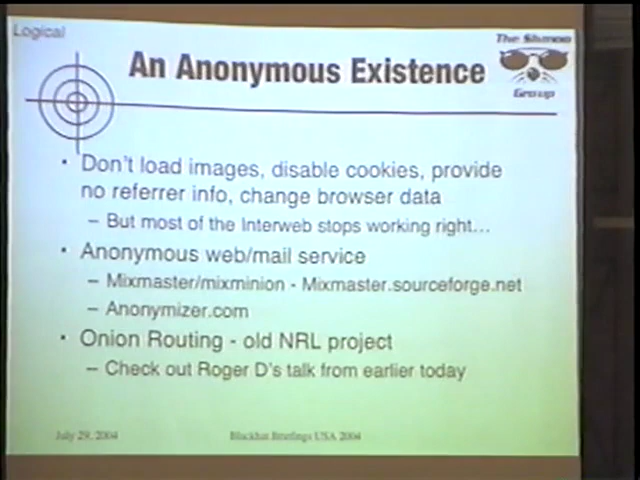 Logical
The Shmoo
Group
An Anonymous Existence
• Don't load images, disable cookies, provide
no referrer info, change browser data
– But most of the Interweb stops working right...
• Anonymous web/mail service
– Mixmaster/mixminion - Mixmaster.sourceforge.net
– Anonymizer.com
• Onion Routing - old NRL project
– Check out Roger D's talk from earlier today
July 29, 2004
Blackhat Briefings USA 2004